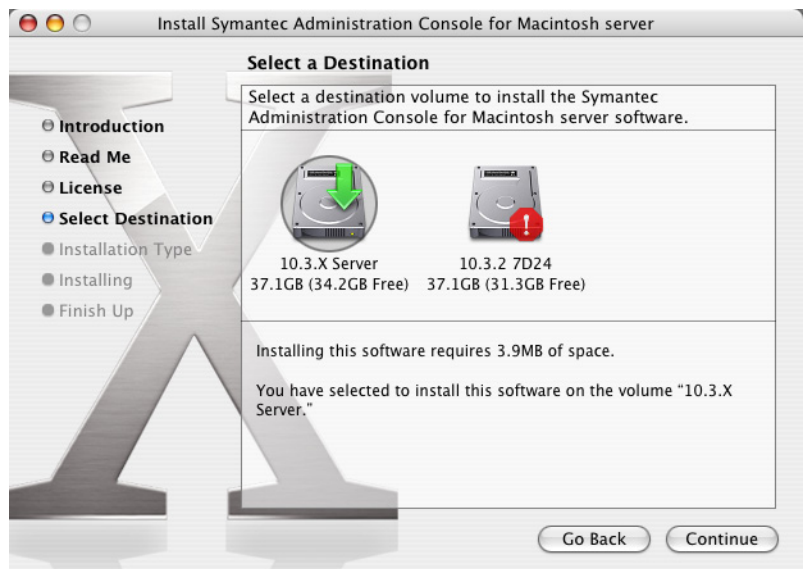 Install Symantec Administration Console for Macintosh server
Select a Destination
Introduction
Read Me
License
Select Destination
Installation Type
Installing
Finish Up
Select a destination volume to install the Symantec
Administration Console for Macintosh server software.
10.3.X Server
37.1GB (34.2GB Free)
10.3.2 7D24
37.1GB (31.3GB Free)
Installing this software requires 3.9MB of space.
You have selected to install this software on the volume “10.3.X
Server.”
Go Back
Continue